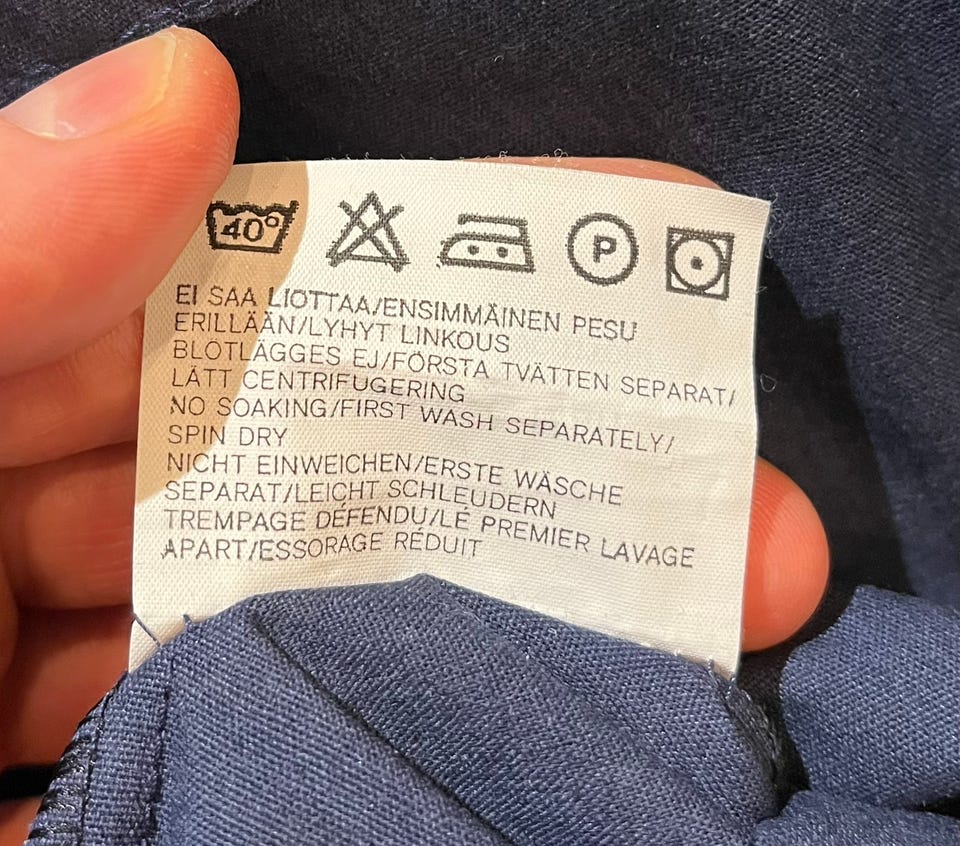 40°
P
EI SAA LIOTTAA/ENSIMMÄINEN PESU
ERILLÄÄN/LYHYT LINKOUS
BLÖTLÄGGES EJ/FÖRSTA TVÄTTEN SEPARAT/
LÄTT CENTRIFUGERING
NO SOAKING/FIRST WASH SEPARATELY/
SPIN DRY
NICHT EINWEICHEN/ERSTE WÄSCHE
SEPARAT/LEICHT SCHLEUDERN
TREMPAGE DÉFENDU/LÉ PREMIER LAVAGE
APART/ESSORAGE RÉDUIT